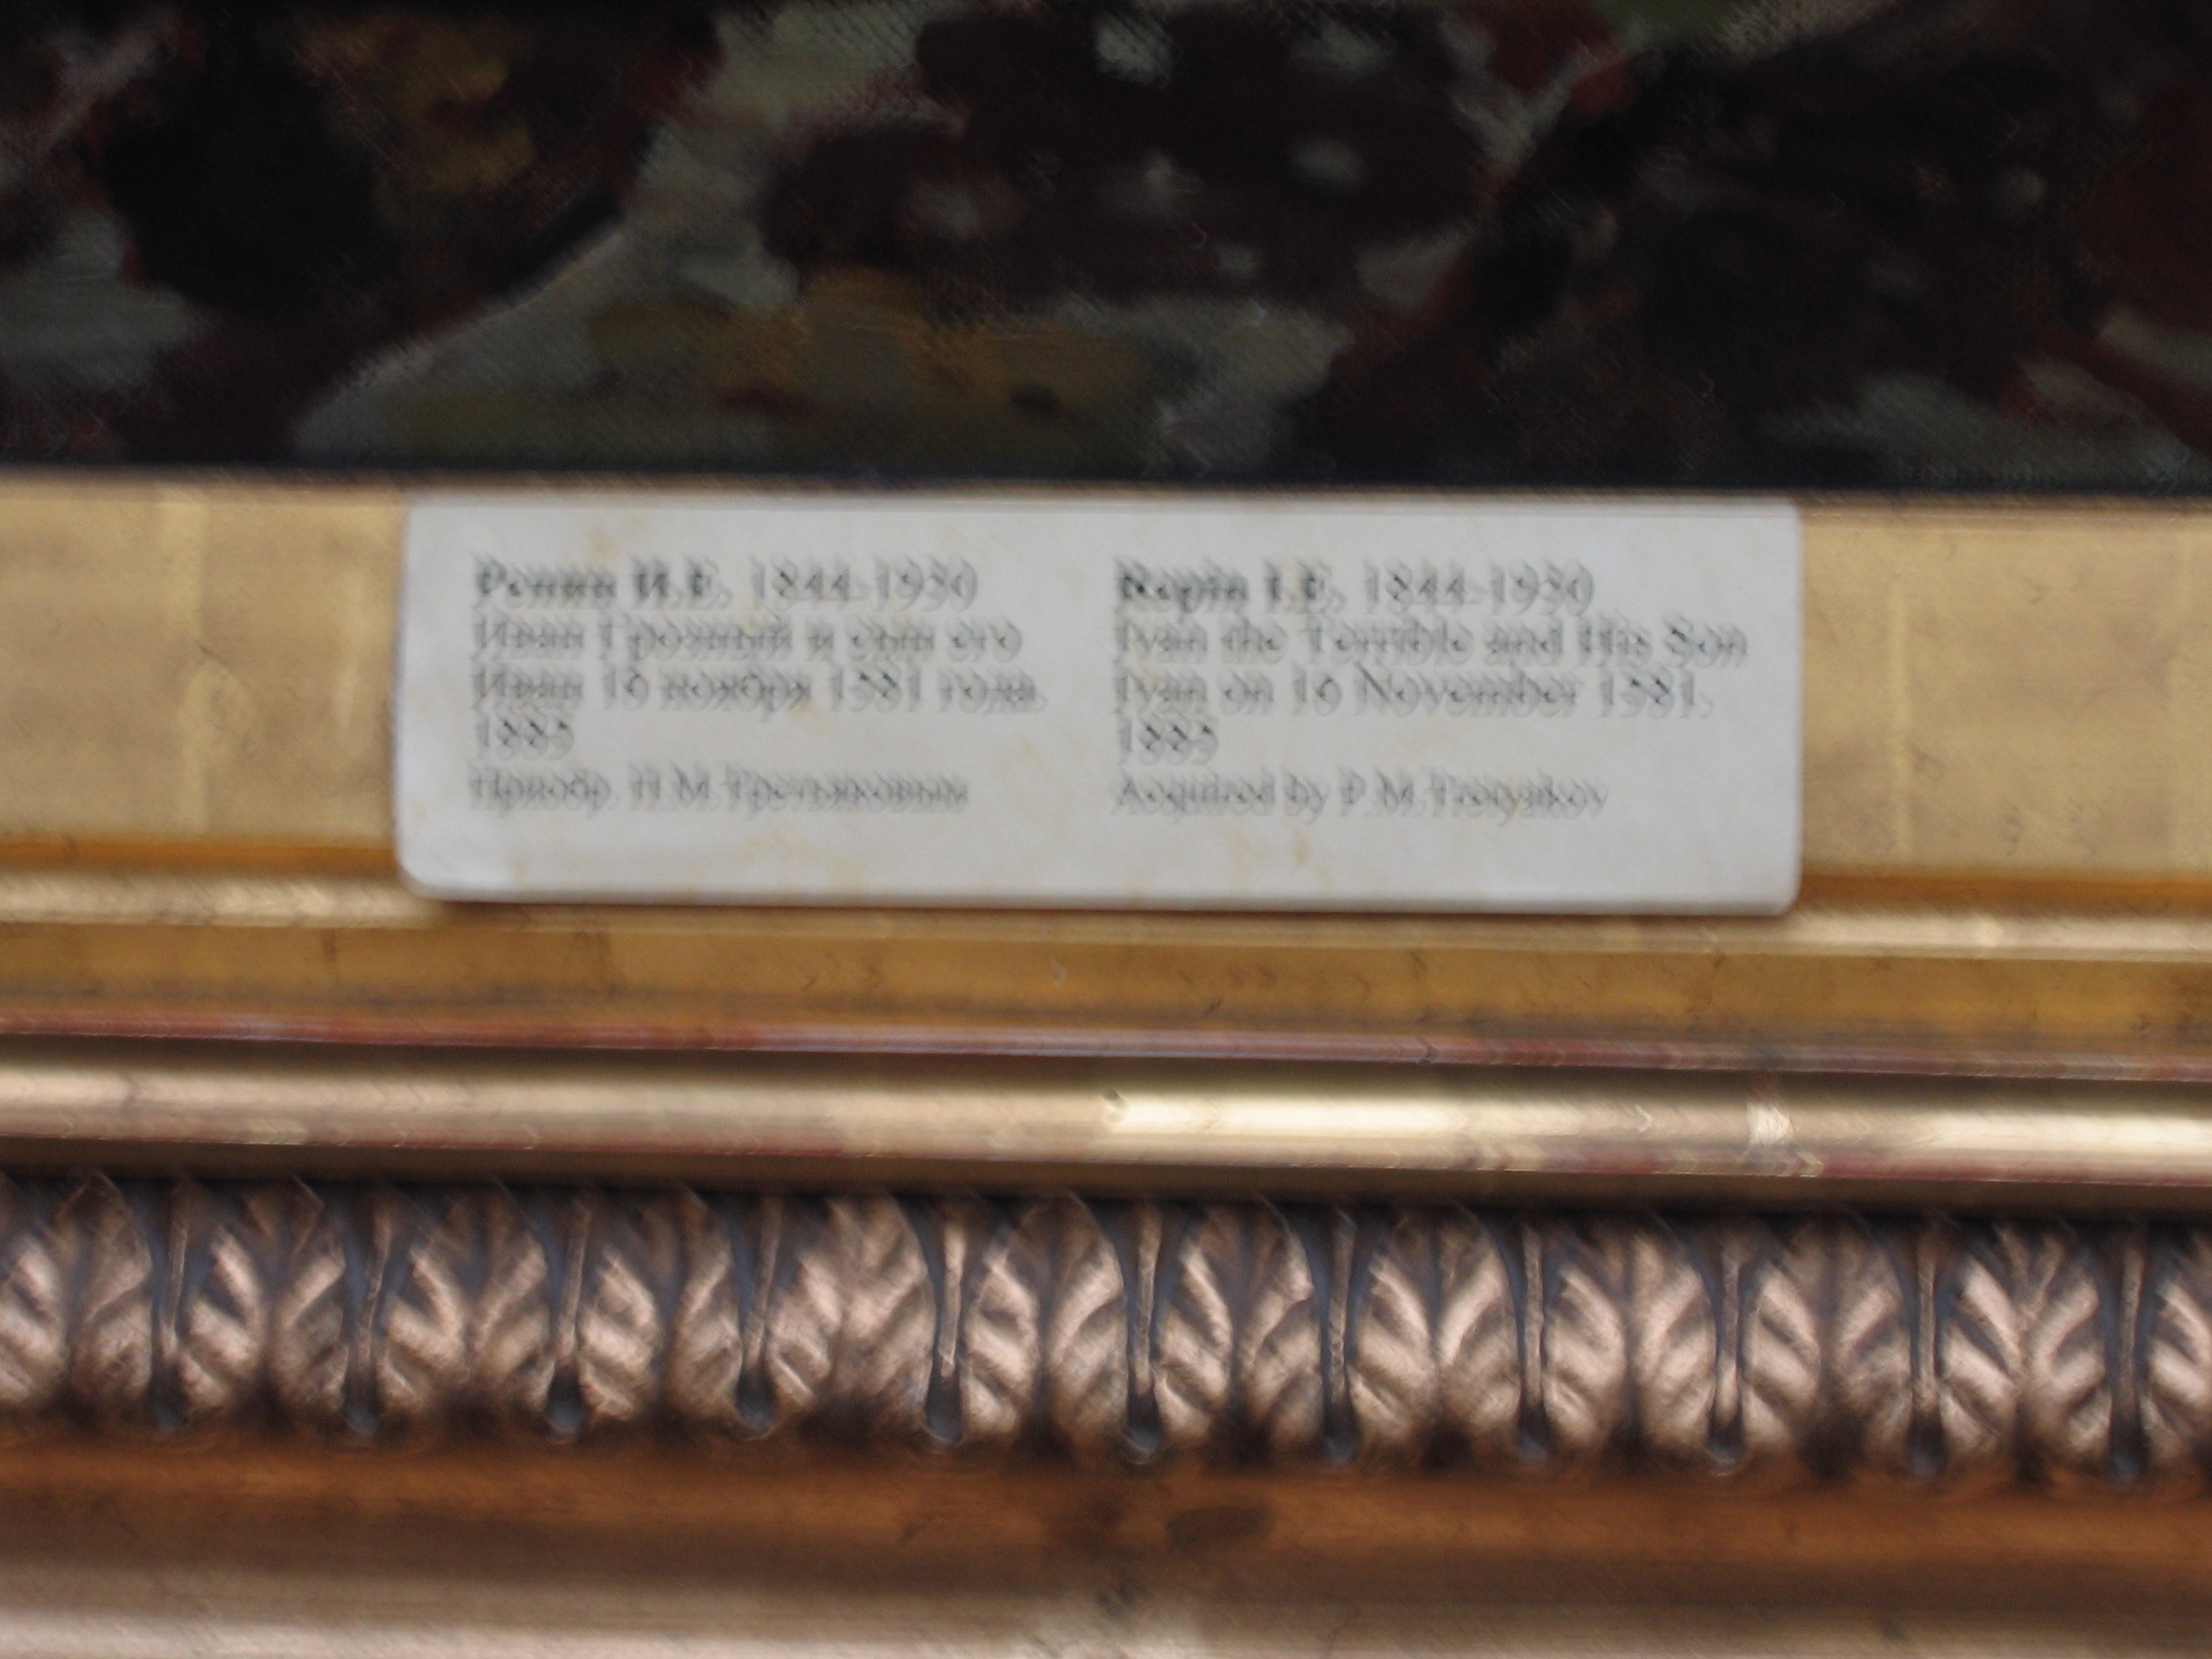 Репин И.Е. 1844-1930
Иван Грозный и сын его
Иван 16 ноября 1581 года.
1885
Приобр. П.М.Третьяковым
Repin I.E. 1844-1930
Ivan the Terrible and His Son
Ivan on 16 November 1581.
1885
Acquired by P.M.Tretyakov